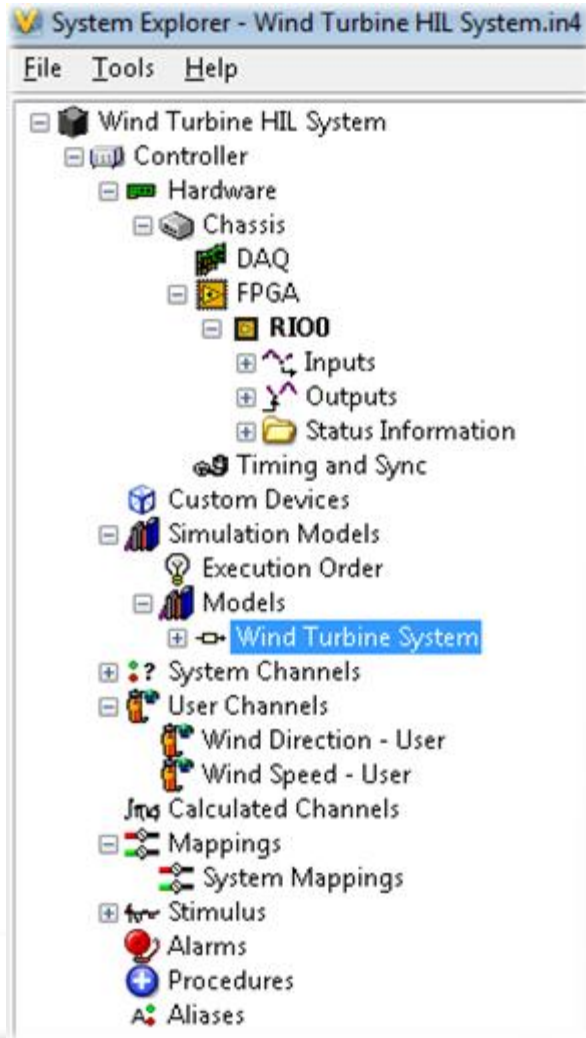 System Explorer - Wind Turbine HIL System.in4
File Tools Help
Wind Turbine HIL System
Controller
Hardware
Chassis
DAQ
FPGA
RIO0
Inputs
Outputs
Status Information
Timing and Sync
Custom Devices
Simulation Models
Execution Order
Models
Wind Turbine System
System Channels
User Channels
Wind Direction - User
Wind Speed - User
Calculated Channels
Mappings
System Mappings
Stimulus
Alarms
Procedures
Aliases